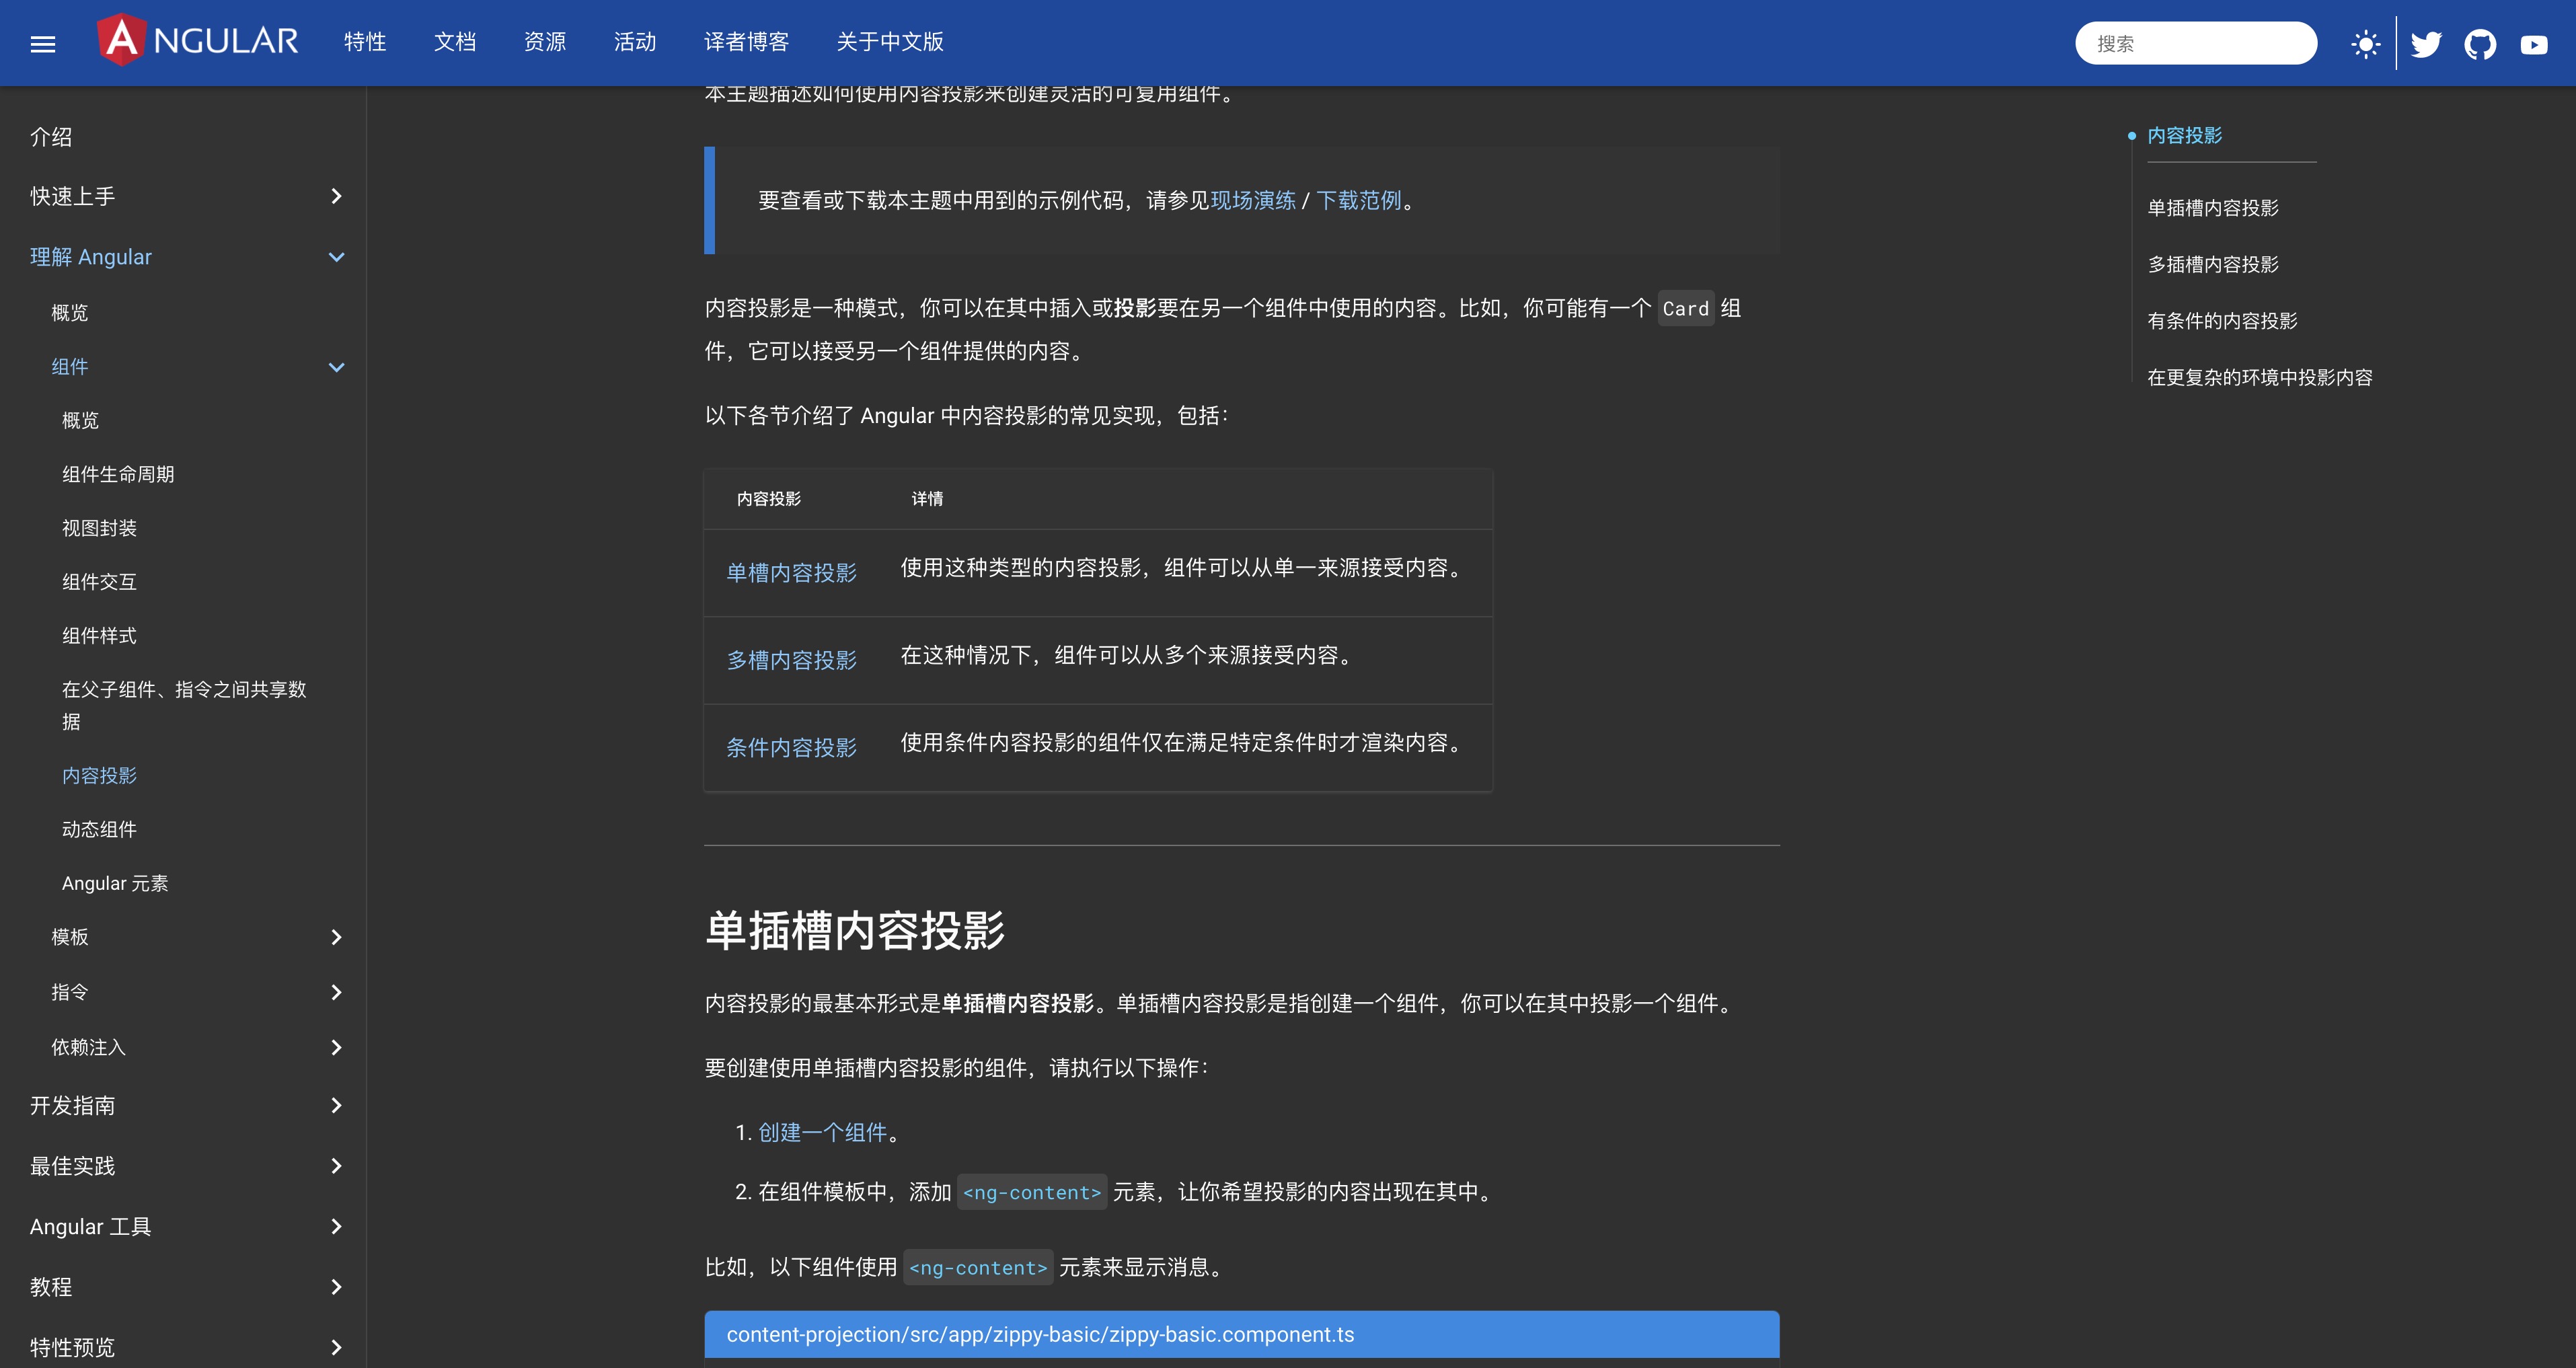 ANGULAR
特性
文档
资源
活动
译者博客
关于中文版
搜索
介绍
快速上手
理解 Angular
概览
组件
概览
组件生命周期
视图封装
组件交互
组件样式
在父子组件、指令之间共享数
据
内容投影
动态组件
Angular 元素
模板
指令
依赖注入
开发指南
最佳实践
Angular 工具
教程
特性预览
本主题描述如何使用内容投影来创建灵活的可复用组件。
要查看或下载本主题中用到的示例代码，请参见现场演练 / 下载范例。
内容投影是一种模式，你可以在其中插入或投影要在另一个组件中使用的内容。比如，你可能有一个 Card 组
件，它可以接受另一个组件提供的内容。
以下各节介绍了 Angular 中内容投影的常见实现，包括：
内容投影 详情
单槽内容投影 使用这种类型的内容投影，组件可以从单一来源接受内容。
多槽内容投影 在这种情况下，组件可以从多个来源接受内容。
条件内容投影 使用条件内容投影的组件仅在满足特定条件时才渲染内容。
单插槽内容投影
内容投影的最基本形式是单插槽内容投影。单插槽内容投影是指创建一个组件，你可以在其中投影一个组件。
要创建使用单插槽内容投影的组件，请执行以下操作：
1. 创建一个组件。
2. 在组件模板中，添加 <ng-content> 元素，让你希望投影的内容出现在其中。
比如，以下组件使用 <ng-content> 元素来显示消息。
content-projection/src/app/zippy-basic/zippy-basic.component.ts
内容投影
单插槽内容投影
多插槽内容投影
有条件的内容投影
在更复杂的环境中投影内容